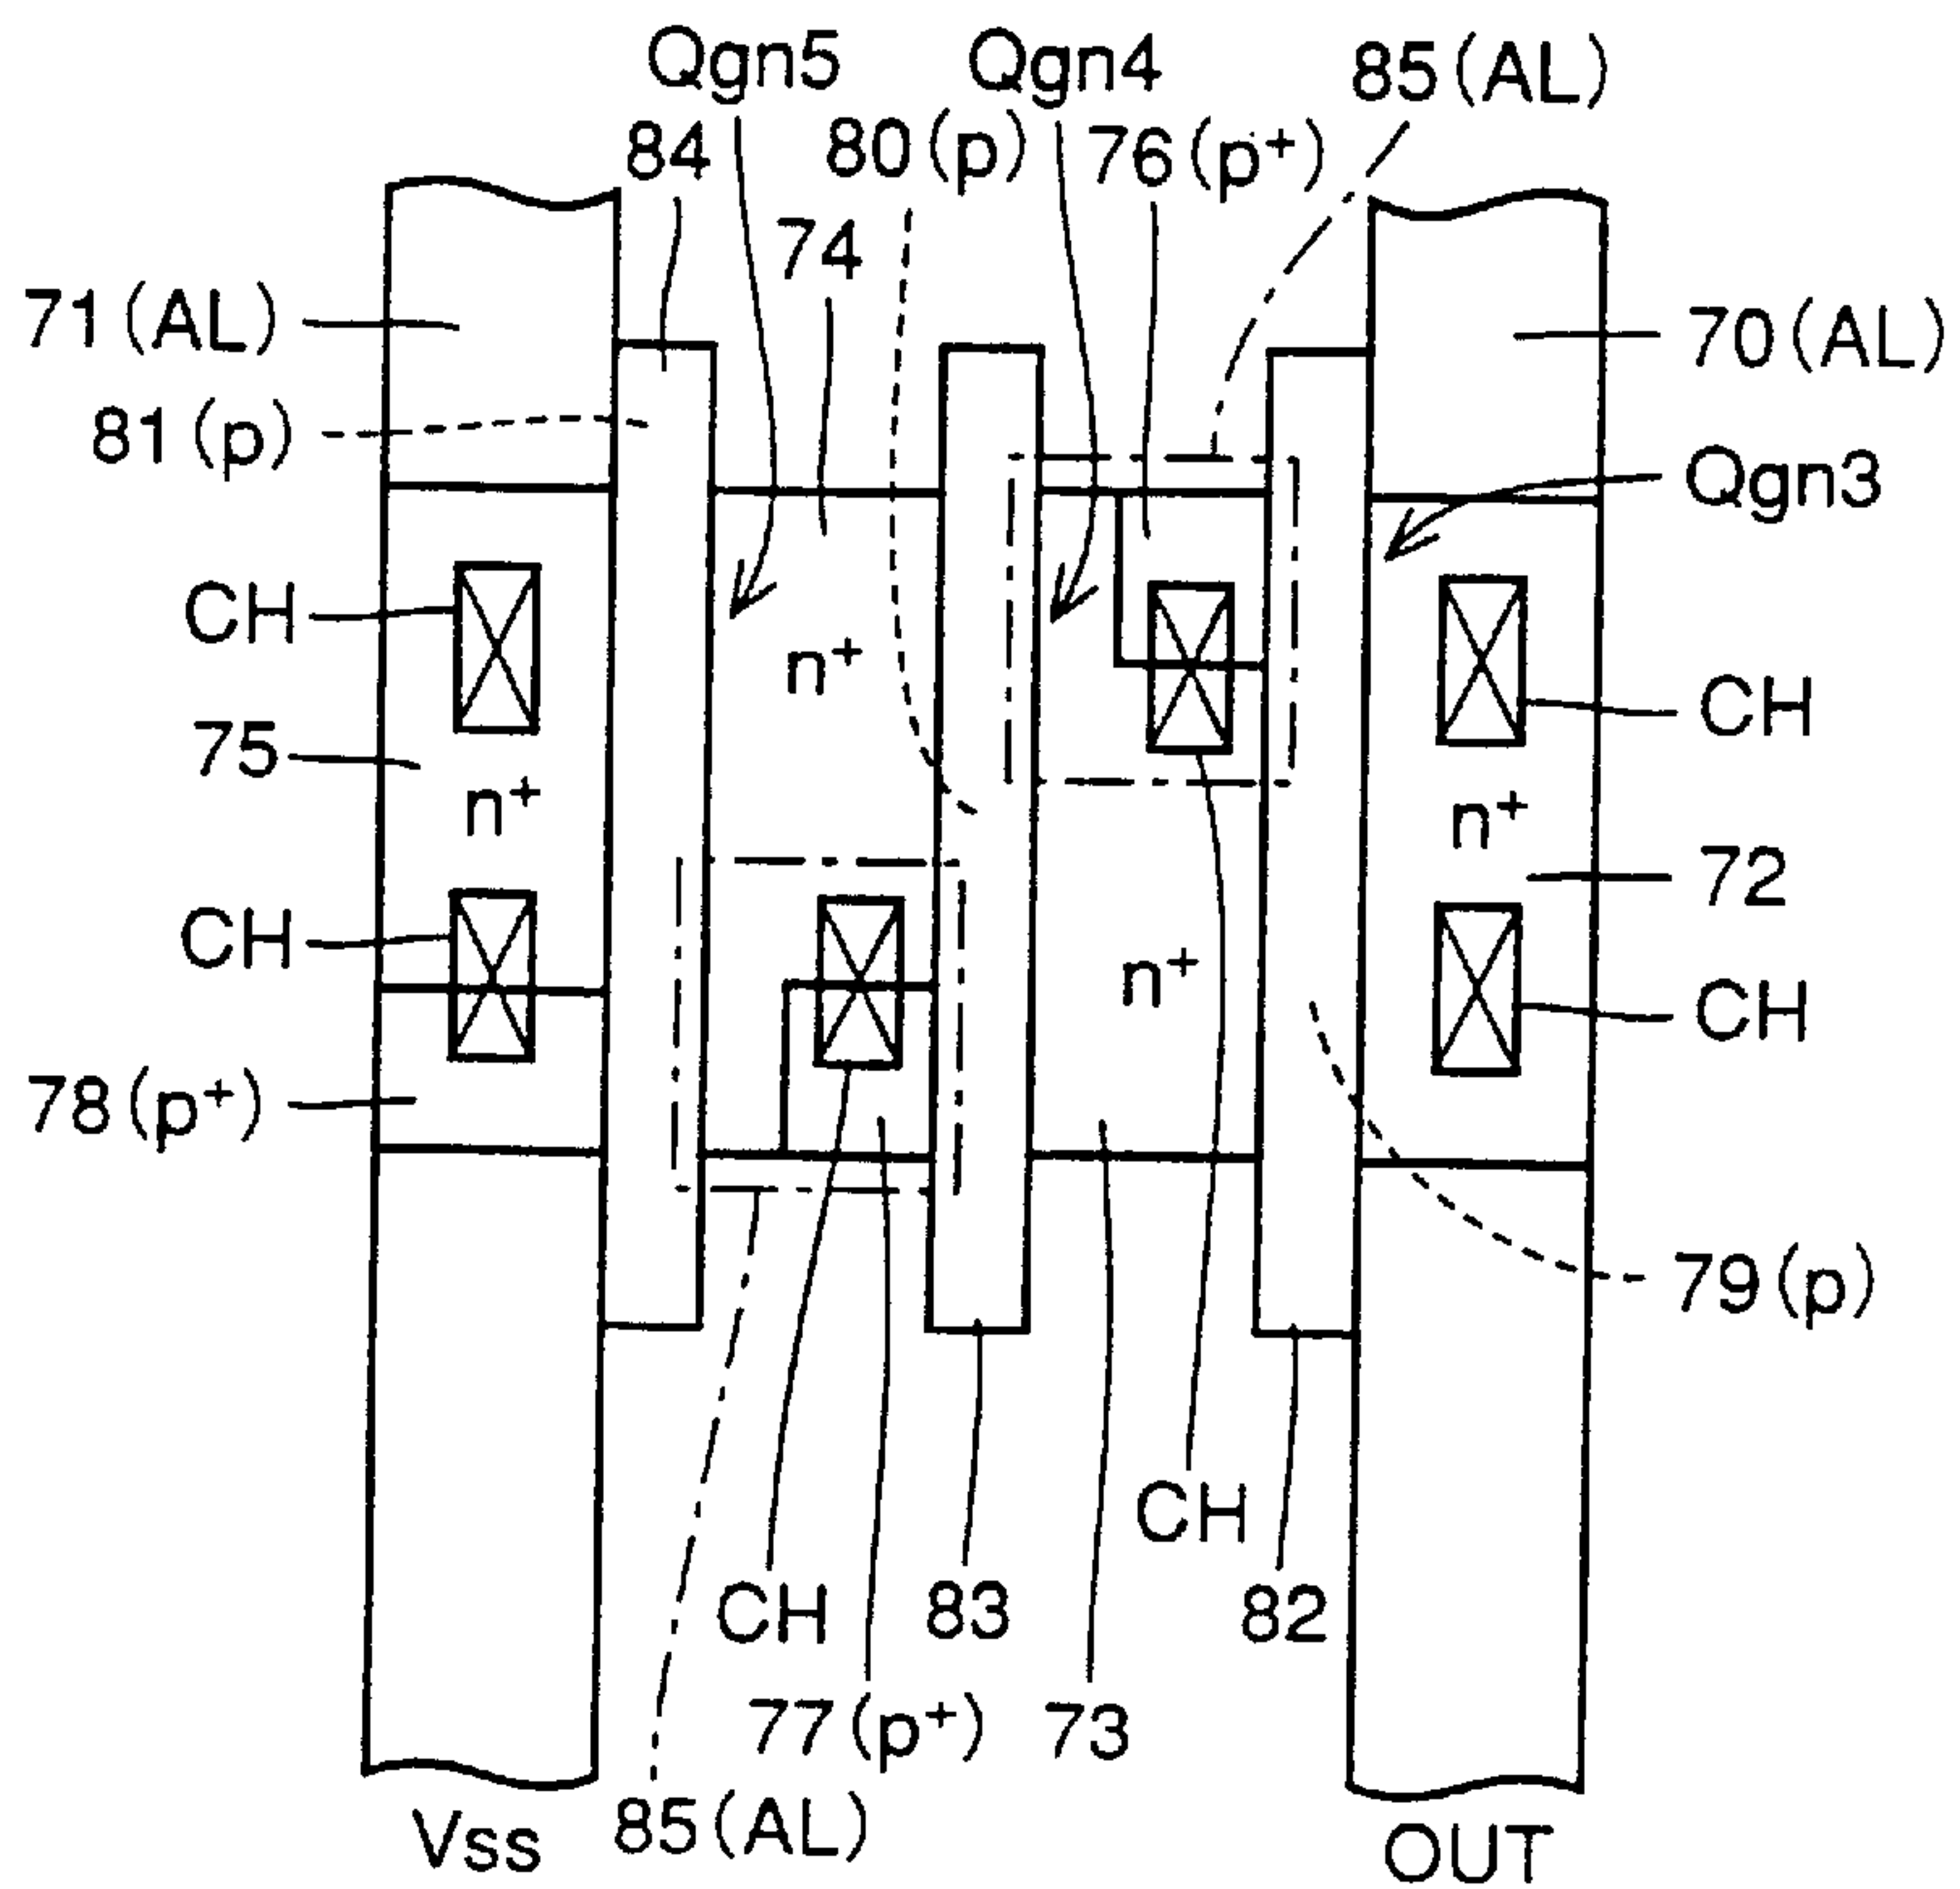 Qgn5 Qgn4 85(AL)
84 80(p) 76(p⁺)
74
71(AL) 70(AL)
81(p) Qgn3
CH n⁺ CH
75 n⁺ n⁺
CH n⁺ 72
CH
78(p⁺)
79(p)
CH
CH 83 82
77(p⁺) 73
85(AL)
Vss OUT